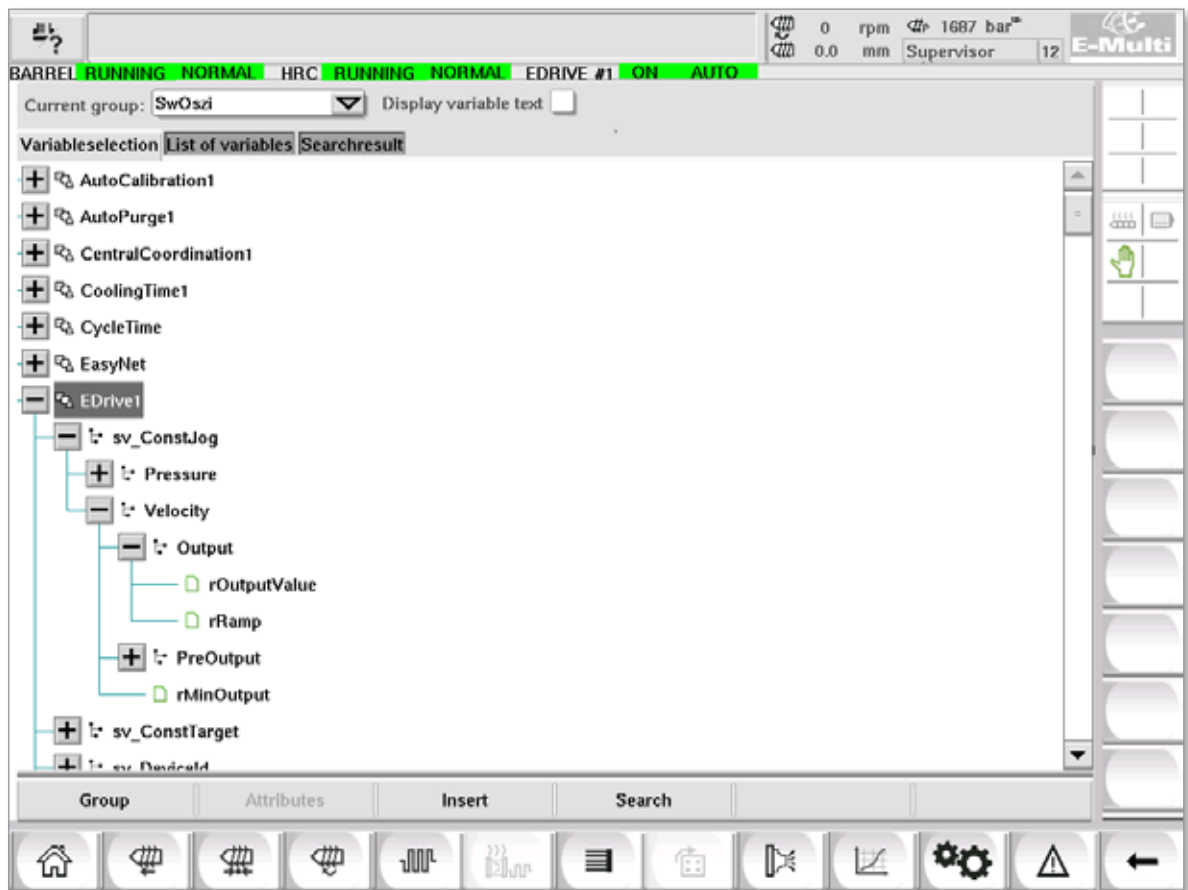 ?
0 rpm 1687 bar
0.0 mm Supervisor 12 E-Multi
BARREL RUNNING NORMAL HRC RUNNING NORMAL EDRIVE #1 ON AUTO
Current group: SwOszi Display variable text
Variableselection List of variables Searchresult
AutoCalibration1
AutoPurge1
CentralCoordination1
CoolingTime1
CycleTime
EasyNet
EDrive1
sv_ConstJog
Pressure
Velocity
Output
rOutputValue
rRamp
PreOutput
rMinOutput
sv_ConstTarget
sv_DeviceId
Group Attributes Insert Search